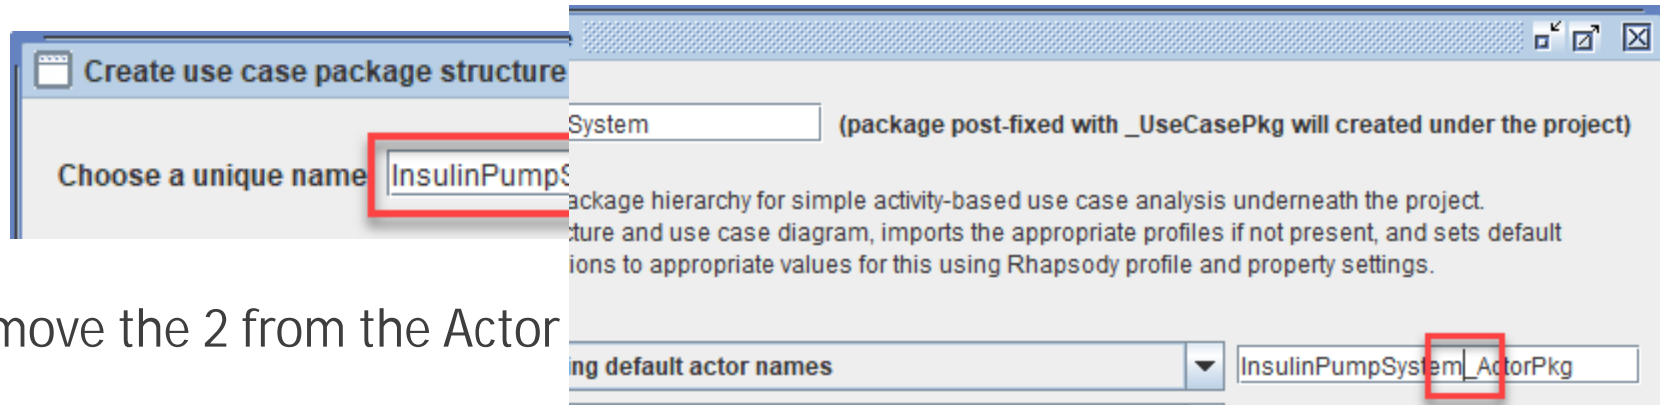 Create use case package structure
Choose a unique name InsulinPumpS
move the 2 from the Actor
System (package post-fixed with _UseCasePkg will created under the project)
ackage hierarchy for simple activity-based use case analysis underneath the project.
cture and use case diagram, imports the appropriate profiles if not present, and sets default
ions to appropriate values for this using Rhapsody profile and property settings.
ing default actor names InsulinPumpSystem_ActorPkg